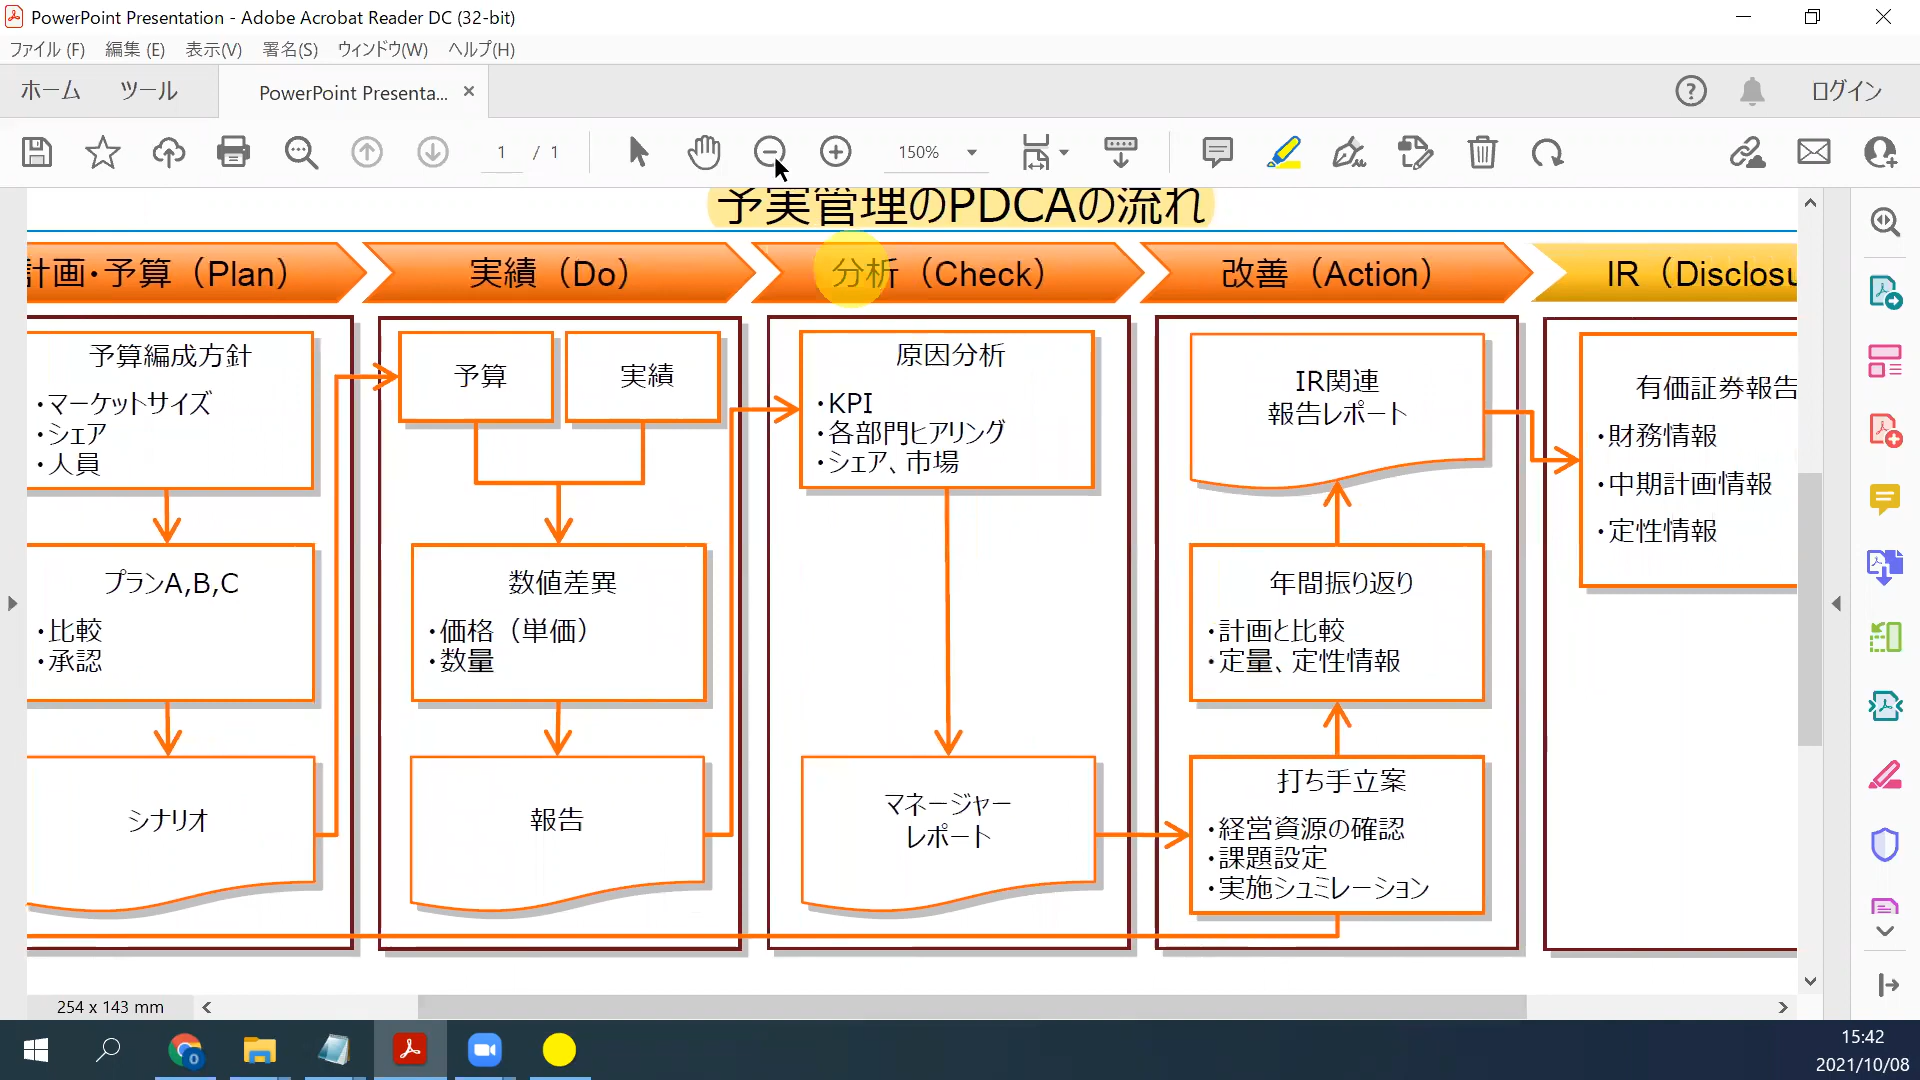 PowerPoint Presentation - Adobe Acrobat Reader DC (32-bit)
ファイル (F) 編集 (E) 表示(V) 署名(S) ウィンドウ(W) ヘルプ(H)
ホーム ツール PowerPoint Presenta... ログイン
1 / 1 150%
予実管理のPDCAの流れ
計画・予算（Plan） 実績（Do） 分析（Check） 改善（Action） IR（Disclosu
予算編成方針
・マーケットサイズ
・シェア
・人員
プランA,B,C
・比較
・承認
シナリオ
予算 実績
数値差異
・価格（単価）
・数量
報告
原因分析
・KPI
・各部門ヒアリング
・シェア、市場
マネージャー
レポート
IR関連
報告レポート
年間振り返り
・計画と比較
・定量、定性情報
打ち手立案
・経営資源の確認
・課題設定
・実施シュミレーション
有価証券報告
・財務情報
・中期計画情報
・定性情報
254 x 143 mm
15:42
2021/10/08